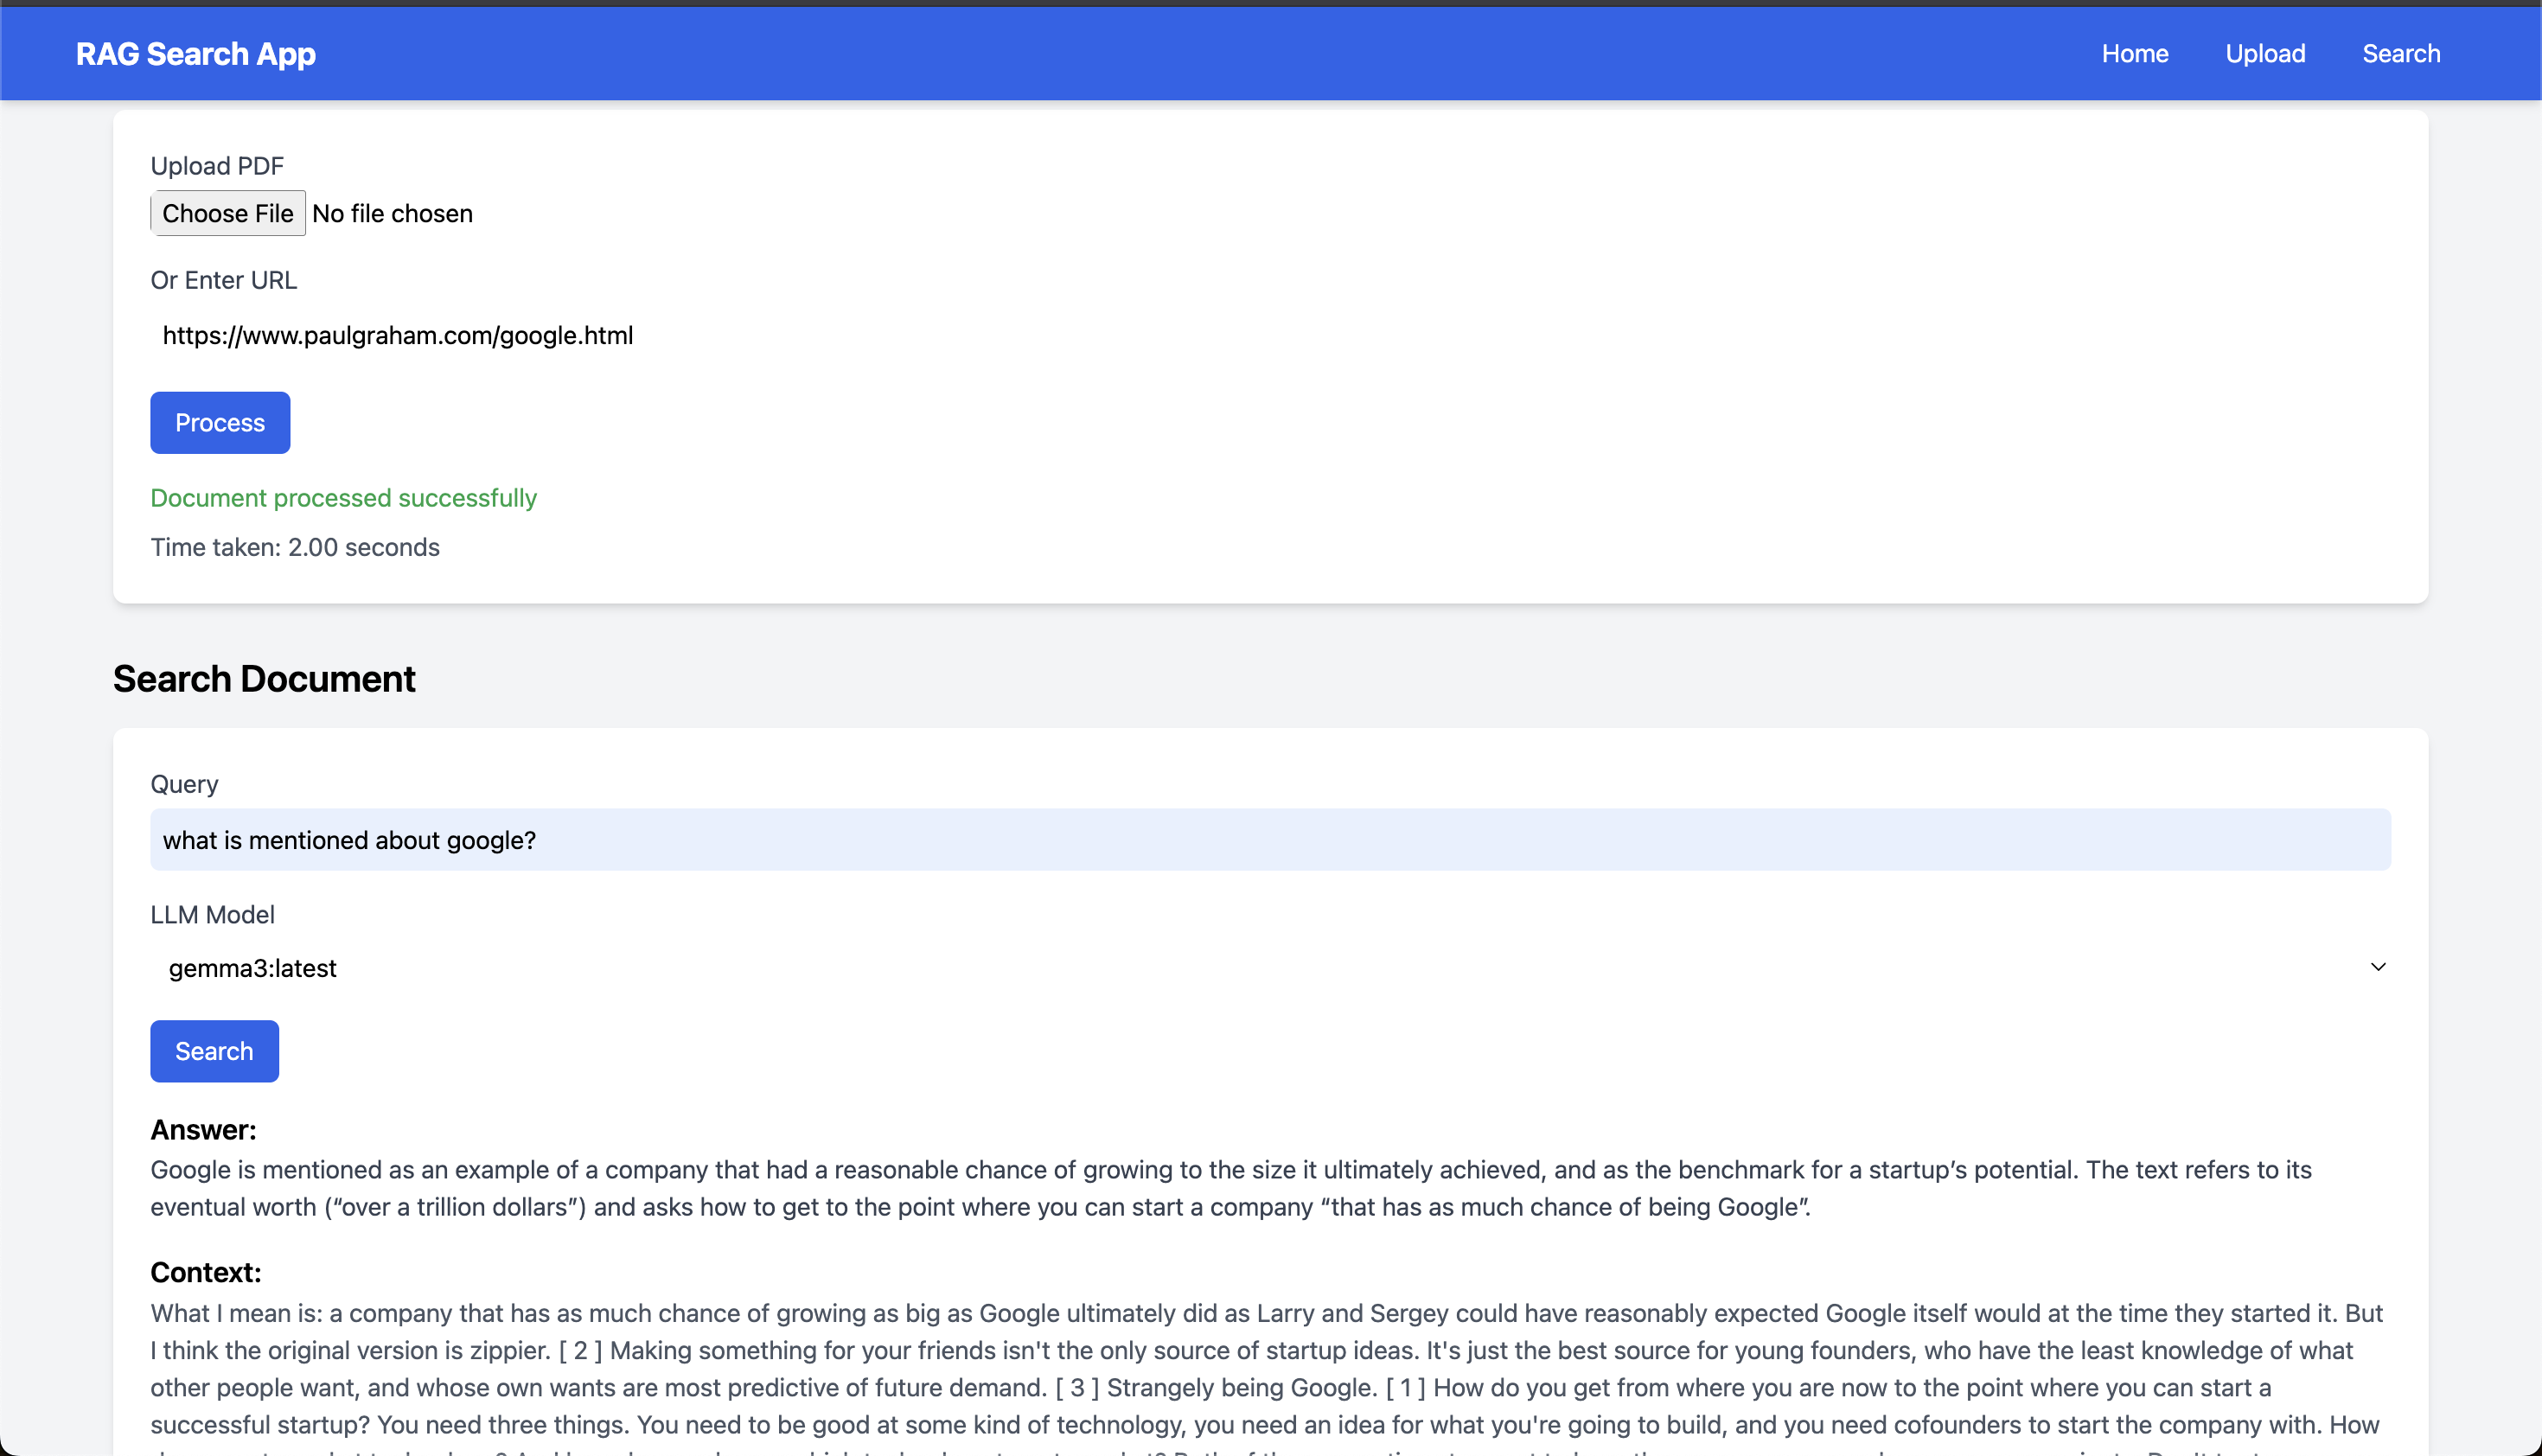 RAG Search App
Home
Upload
Search
Upload PDF
Choose File No file chosen
Or Enter URL
https://www.paulgraham.com/google.html
Process
Document processed successfully
Time taken: 2.00 seconds
Search Document
Query
what is mentioned about google?
LLM Model
gemma3:latest
Search
Answer:
Google is mentioned as an example of a company that had a reasonable chance of growing to the size it ultimately achieved, and as the benchmark for a startup’s potential. The text refers to its
eventual worth (“over a trillion dollars”) and asks how to get to the point where you can start a company “that has as much chance of being Google”.
Context:
What I mean is: a company that has as much chance of growing as big as Google ultimately did as Larry and Sergey could have reasonably expected Google itself would at the time they started it. But
I think the original version is zippier. [ 2 ] Making something for your friends isn't the only source of startup ideas. It's just the best source for young founders, who have the least knowledge of what
other people want, and whose own wants are most predictive of future demand. [ 3 ] Strangely being Google. [ 1 ] How do you get from where you are now to the point where you can start a
successful startup? You need three things. You need to be good at some kind of technology, you need an idea for what you're going to build, and you need cofounders to start the company with. How